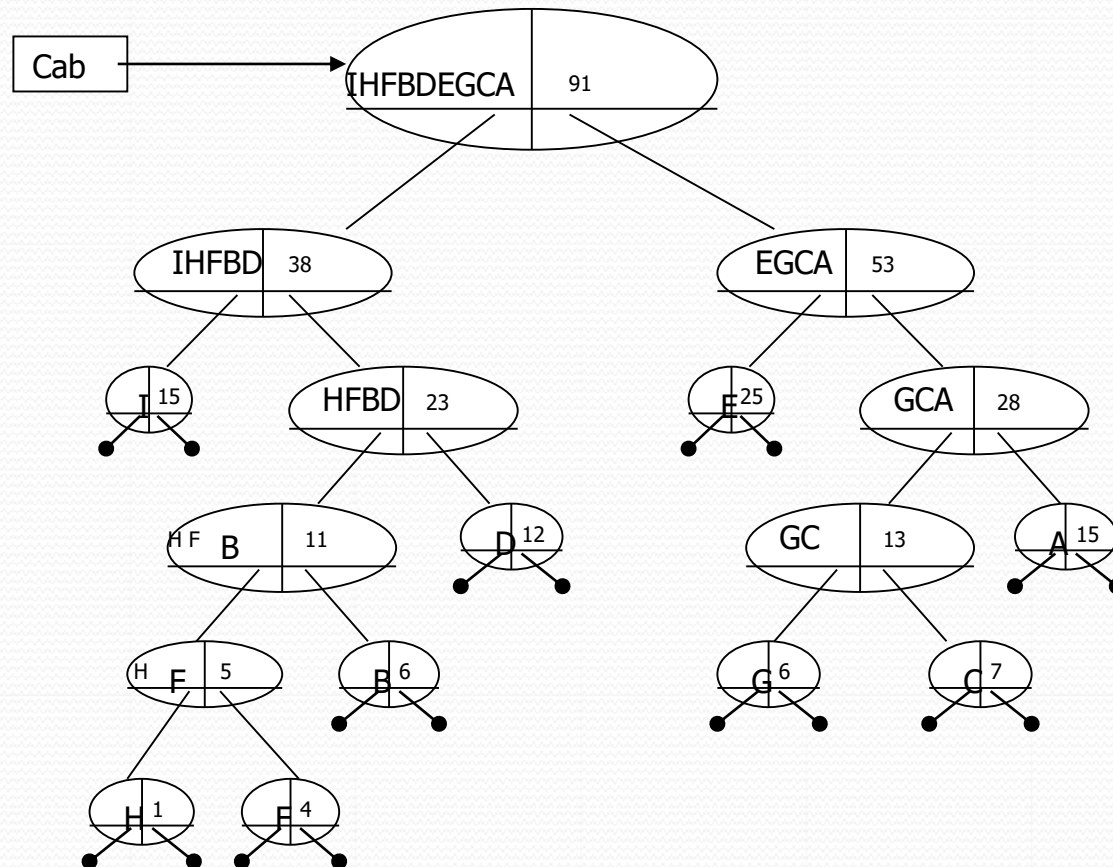 Cab
IHFBDEGCA 91
IHFBD 38
EGCA 53
I 15
HFBD 23
E 25
GCA 28
H F B 11
D 12
GC 13
A 15
H F 5
B 6
G 6
C 7
H 1
F 4